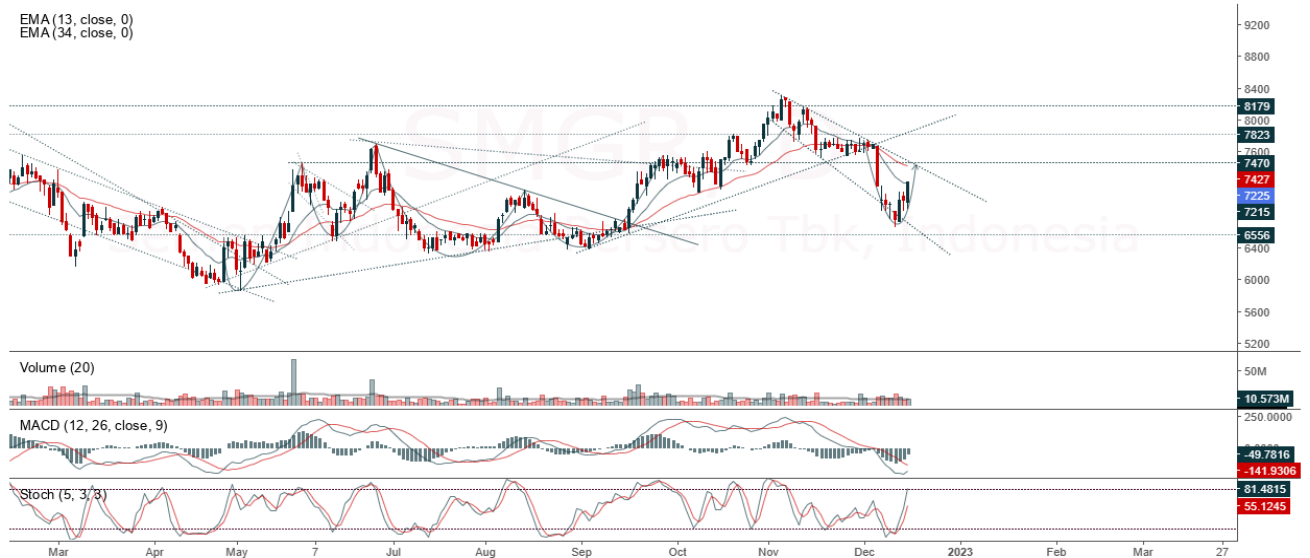 EMA (13, close, 0)
EMA (34, close, 0)
9200
8800
8400
8179
8000
7823
7600
7470
7427
7225
7215
6556
6400
6000
5600
5200
SMGR
Indonesia
Volume (20)
50M
10.573M
MACD (12, 26, close, 9)
250.0000
-49.7816
-141.9306
Stoch (5, 3, 3)
81.4815
55.1245
Mar Apr May 7 Jul Aug Sep Oct Nov Dec 2023 Feb Mar 27